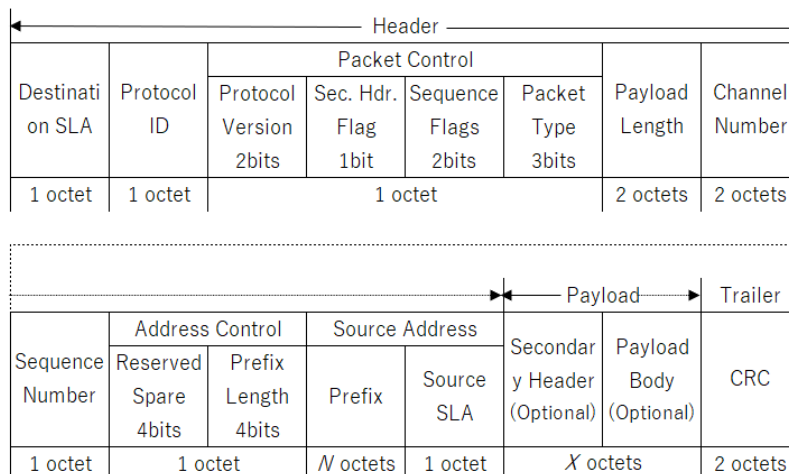 Header
Packet Control
Destinati Protocol Protocol Sec. Hdr. Sequence Packet Payload Channel
on SLA ID Version Flag Flags Type Length Number
2bits 1bit 2bits 3bits
1 octet 1 octet 1 octet 2 octets 2 octets
Payload Trailer
Address Control Source Address
Sequence Reserved Prefix Prefix Source Secondar Payload CRC
Number Spare Length SLA y Header Body
4bits 4bits (Optional) (Optional)
1 octet 1 octet N octets 1 octet X octets 2 octets